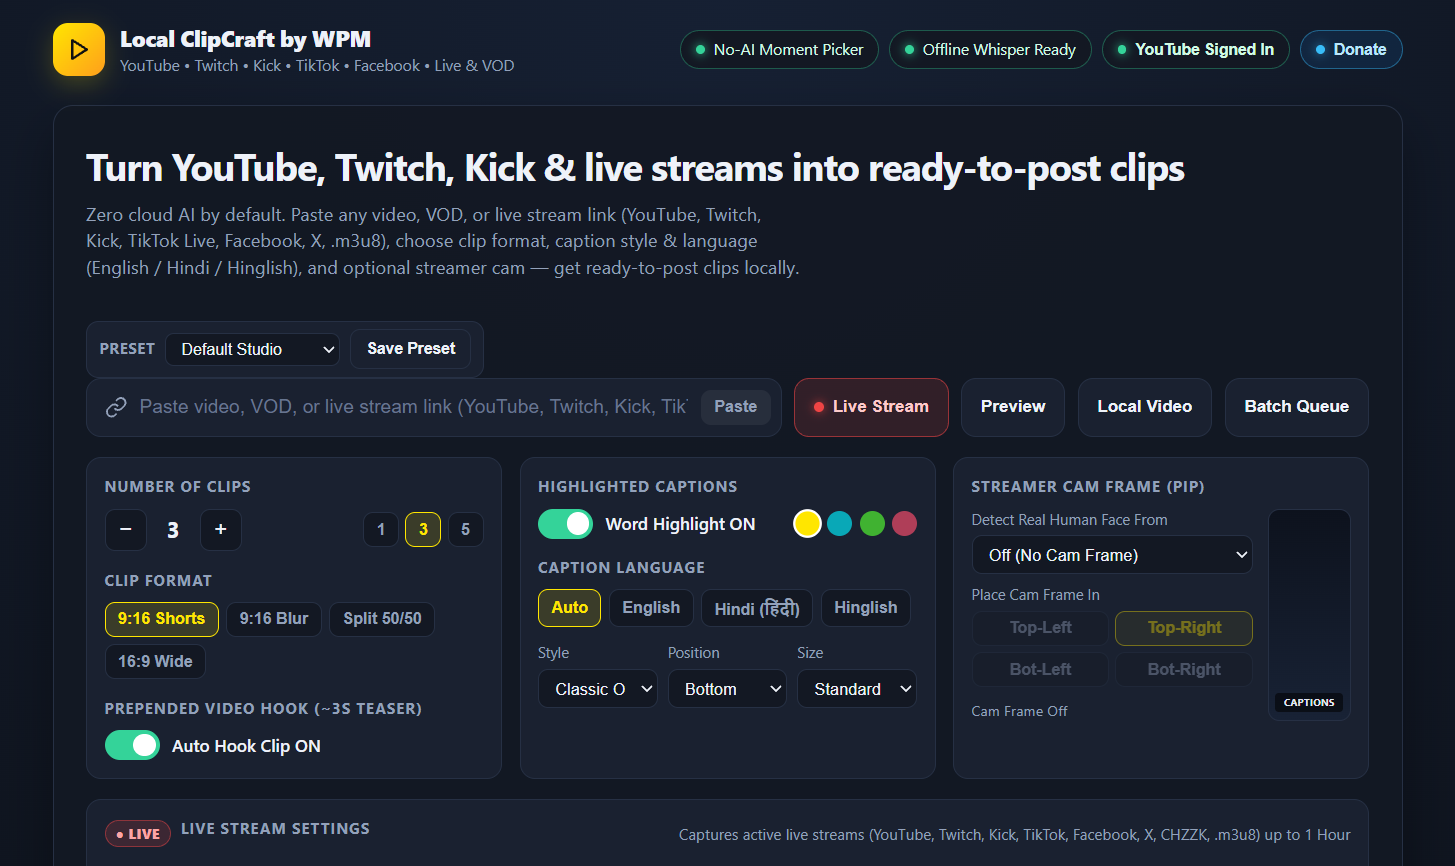 Local ClipCraft by WPM
YouTube • Twitch • Kick • TikTok • Facebook • Live & VOD
No-AI Moment Picker
Offline Whisper Ready
YouTube Signed In
Donate
Turn YouTube, Twitch, Kick & live streams into ready-to-post clips
Zero cloud AI by default. Paste any video, VOD, or live stream link (YouTube, Twitch,
Kick, TikTok Live, Facebook, X, .m3u8), choose clip format, caption style & language
(English / Hindi / Hinglish), and optional streamer cam — get ready-to-post clips locally.
PRESET
Default Studio
Save Preset
Paste video, VOD, or live stream link (YouTube, Twitch, Kick, Tik
Paste
Live Stream
Preview
Local Video
Batch Queue
NUMBER OF CLIPS
− 3 +
1 3 5
CLIP FORMAT
9:16 Shorts
9:16 Blur
Split 50/50
16:9 Wide
PREPENDED VIDEO HOOK (~3S TEASER)
Auto Hook Clip ON
HIGHLIGHTED CAPTIONS
Word Highlight ON
CAPTION LANGUAGE
Auto
English
Hindi (हिंदी)
Hinglish
Style
Position
Size
Classic O
Bottom
Standard
STREAMER CAM FRAME (PIP)
Detect Real Human Face From
Off (No Cam Frame)
Place Cam Frame In
Top-Left
Top-Right
Bot-Left
Bot-Right
Cam Frame Off
CAPTIONS
LIVE
LIVE STREAM SETTINGS
Captures active live streams (YouTube, Twitch, Kick, TikTok, Facebook, X, CHZZK, .m3u8) up to 1 Hour